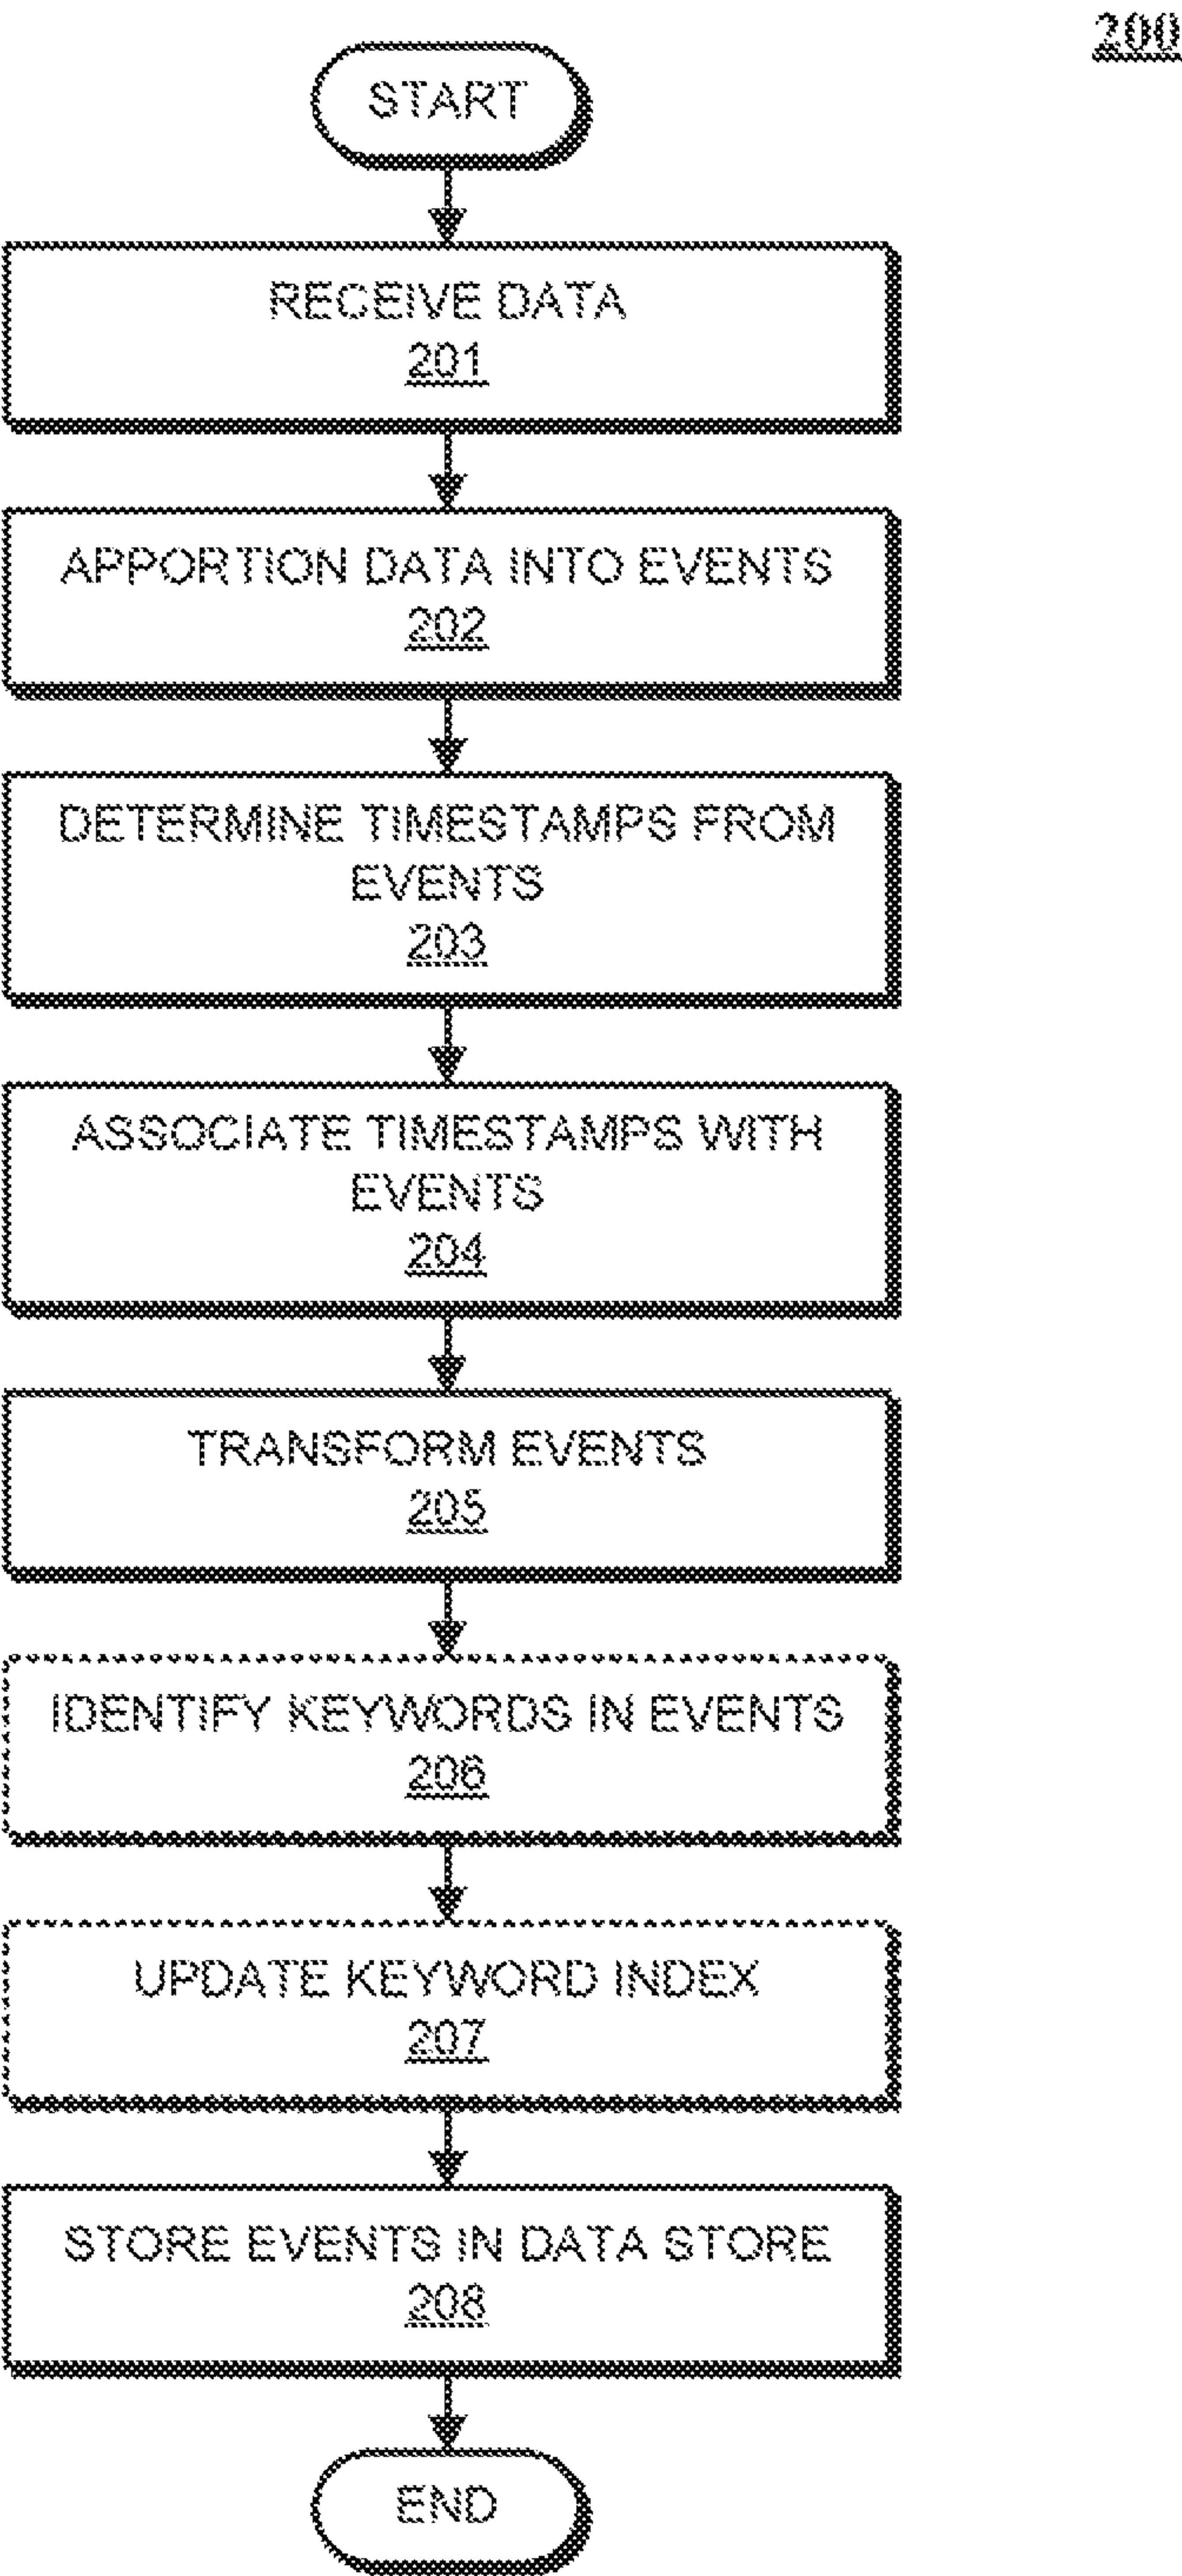 200
START
RECEIVE DATA
201
APPORTION DATA INTO EVENTS
202
DETERMINE TIMESTAMPS FROM
EVENTS
203
ASSOCIATE TIMESTAMPS WITH
EVENTS
204
TRANSFORM EVENTS
205
IDENTIFY KEYWORDS IN EVENTS
206
UPDATE KEYWORD INDEX
207
STORE EVENTS IN DATA STORE
208
END